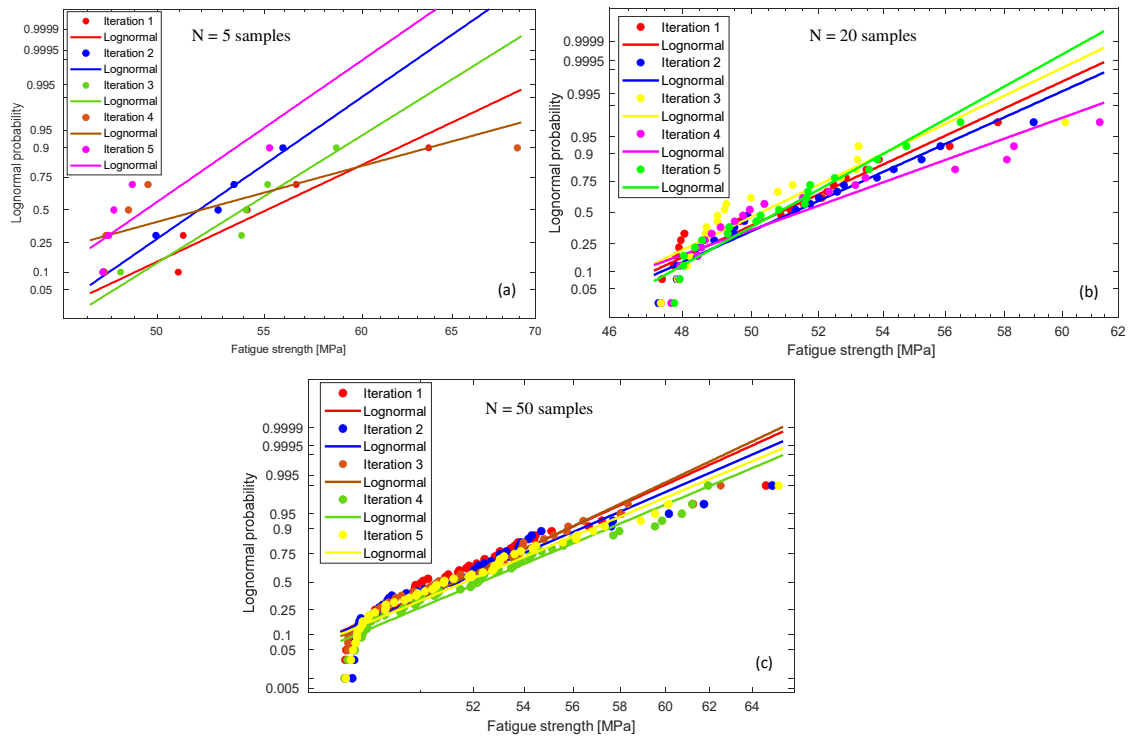 N = 5 samples
Lognormal probability
0.9999
0.9995
0.995
0.95
0.9
0.75
0.5
0.25
0.1
0.05
Iteration 1
Lognormal
Iteration 2
Lognormal
Iteration 3
Lognormal
Iteration 4
Lognormal
Iteration 5
Lognormal
(a)
50 55 60 65 70
Fatigue strength [MPa]
N = 20 samples
Lognormal probability
0.9999
0.9995
0.995
0.95
0.9
0.75
0.5
0.25
0.1
0.05
Iteration 1
Lognormal
Iteration 2
Lognormal
Iteration 3
Lognormal
Iteration 4
Lognormal
Iteration 5
Lognormal
(b)
46 48 50 52 54 56 58 60 62
Fatigue strength [MPa]
N = 50 samples
Lognormal probability
0.9999
0.9995
0.995
0.95
0.9
0.75
0.5
0.25
0.1
0.05
0.005
Iteration 1
Lognormal
Iteration 2
Lognormal
Iteration 3
Lognormal
Iteration 4
Lognormal
Iteration 5
Lognormal
(c)
52 54 56 58 60 62 64
Fatigue strength [MPa]